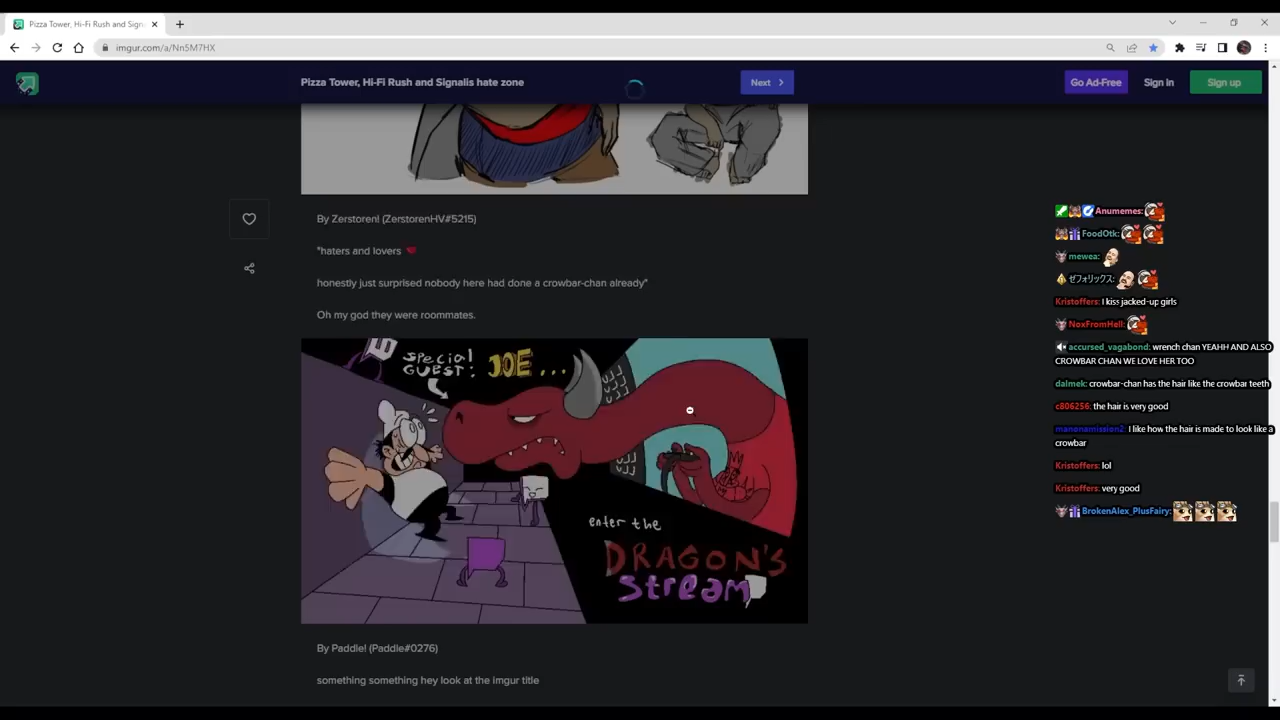 Pizza Tower, Hi-Fi Rush and Sign
imgur.com/a/Nn5M7HX
Pizza Tower, Hi-Fi Rush and Signalis hate zone
Next
Go Ad-Free
Sign in
Sign up
By Zerstoren! (ZerstorenHV#5215)
"haters and lovers
honestly just surprised nobody here had done a crowbar-chan already"
Oh my god they were roommates.
special
GUEST!
JOE...
enter the
DRAGON'S
stream
By Paddle! (Paddle#0276)
something something hey look at the imgur title
Anumemes:
FoodOtk:
mewea:
ゼフォリックス:
Kristoffers: I kiss jacked-up girls
NoxFromHell:
accursed_vagabond: wrench chan YEAHH AND ALSO
CROWBAR CHAN WE LOVE HER TOO
dalmek: crowbar-chan has the hair like the crowbar teeth
c806256: the hair is very good
manonamission2: I like how the hair is made to look like a
crowbar
Kristoffers: lol
Kristoffers: very good
BrokenAlex_PlusFairy: